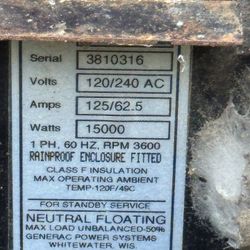 Serial 3810316
Volts 120/240 AC
Amps 125/62.5
Watts 15000
1 PH, 60 HZ, RPM 3600
RAINPROOF ENCLOSURE FITTED
CLASS F INSULATION
MAX OPERATING AMBIENT
TEMP-120F/49C
FOR STANDBY SERVICE
NEUTRAL FLOATING
MAX LOAD UNBALANCED-50%
GENERAC POWER SYSTEMS
WHITEWATER, WIS.